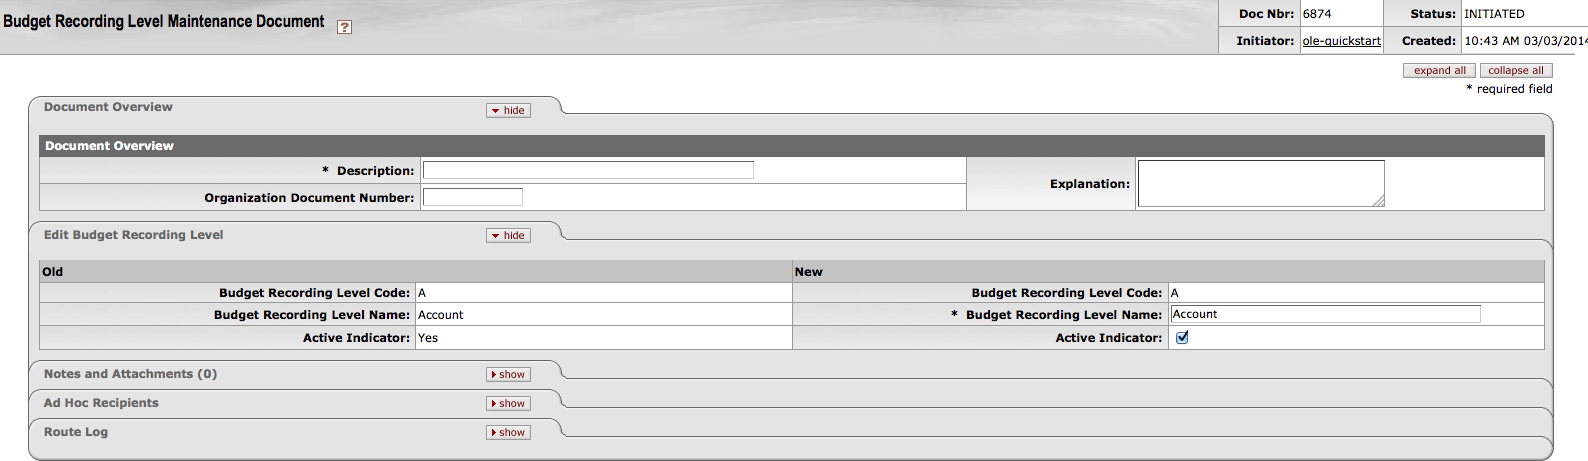 Budget Recording Level Maintenance Document ?
Doc Nbr: 6874 Status: INITIATED
Initiator: ole-quickstart Created: 10:43 AM 03/03/2014
expand all collapse all
* required field
Document Overview hide
Document Overview
* Description:
Explanation:
Organization Document Number:
Edit Budget Recording Level hide
Old New
Budget Recording Level Code: A Budget Recording Level Code: A
Budget Recording Level Name: Account * Budget Recording Level Name: Account
Active Indicator: Yes Active Indicator:
Notes and Attachments (0) show
Ad Hoc Recipients show
Route Log show